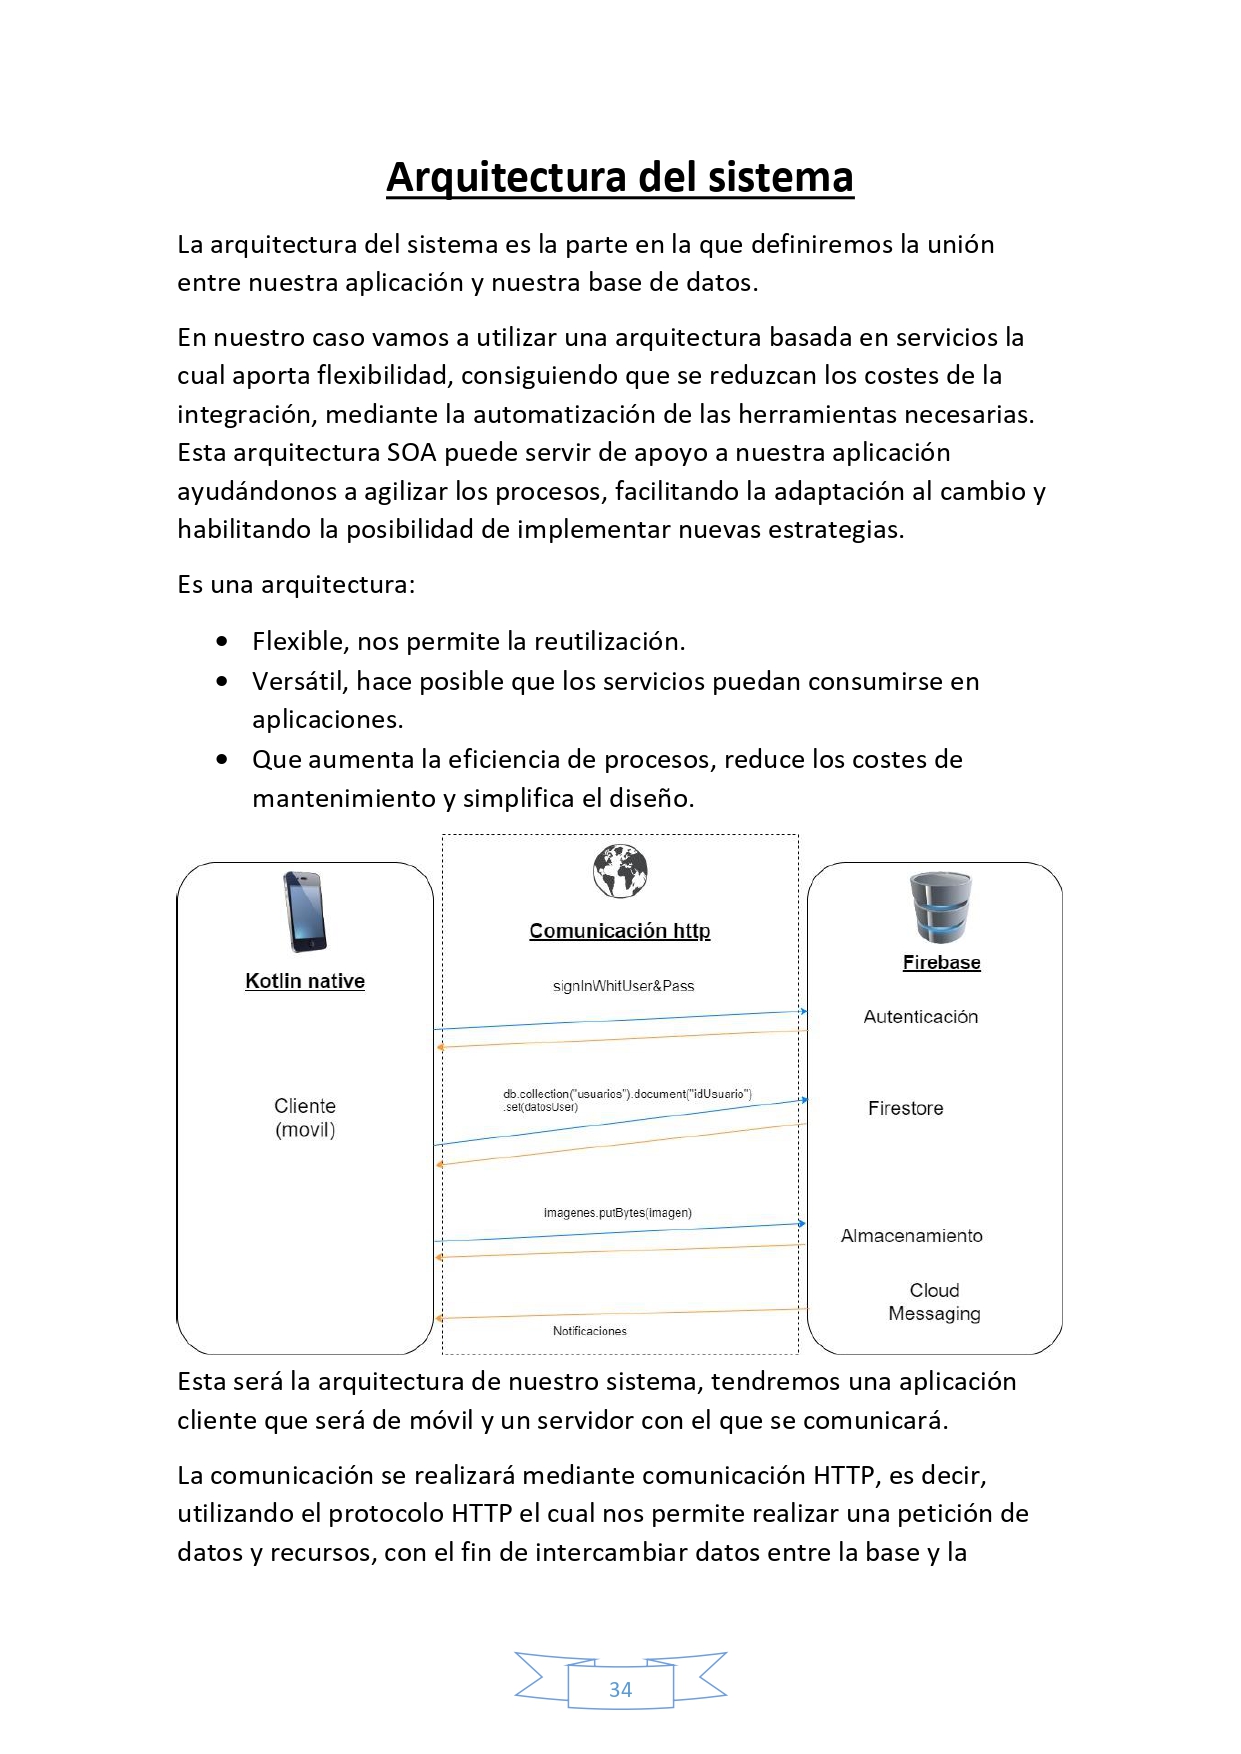 Arquitectura del sistema
La arquitectura del sistema es la parte en la que definiremos la unión
entre nuestra aplicación y nuestra base de datos.
En nuestro caso vamos a utilizar una arquitectura basada en servicios la
cual aporta flexibilidad, consiguiendo que se reduzcan los costes de la
integración, mediante la automatización de las herramientas necesarias.
Esta arquitectura SOA puede servir de apoyo a nuestra aplicación
ayudándonos a agilizar los procesos, facilitando la adaptación al cambio y
habilitando la posibilidad de implementar nuevas estrategias.
Es una arquitectura:
• Flexible, nos permite la reutilización.
• Versátil, hace posible que los servicios puedan consumirse en
aplicaciones.
• Que aumenta la eficiencia de procesos, reduce los costes de
mantenimiento y simplifica el diseño.
Kotlin native
Cliente
(movil)
Comunicación http
signInWhitUser&Pass
db.collection("usuarios").document("idUsuario")
.set(datosUser)
imagenes.putBytes(imagen)
Notificaciones
Firebase
Autenticación
Firestore
Almacenamiento
Cloud
Messaging
Esta será la arquitectura de nuestro sistema, tendremos una aplicación
cliente que será de móvil y un servidor con el que se comunicará.
La comunicación se realizará mediante comunicación HTTP, es decir,
utilizando el protocolo HTTP el cual nos permite realizar una petición de
datos y recursos, con el fin de intercambiar datos entre la base y la
34